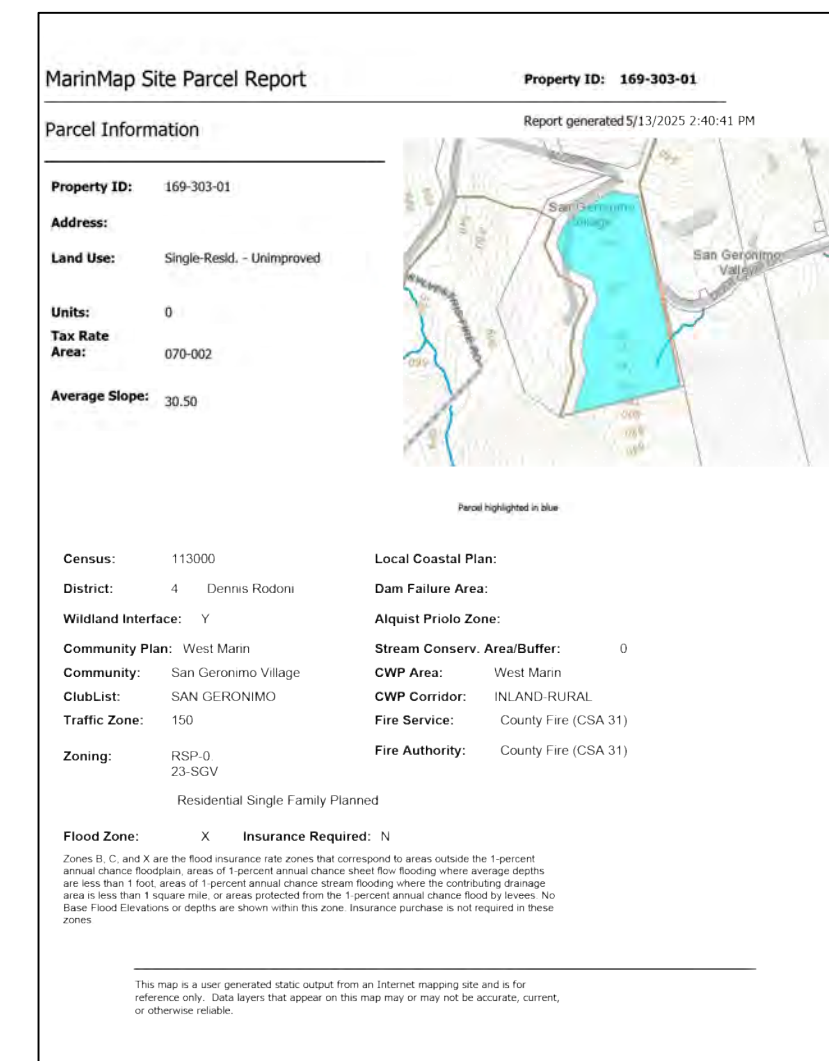 MarinMap Site Parcel Report
Property ID: 169-303-01
Parcel Information
Report generated 5/13/2025 2:40:41 PM
Property ID: 169-303-01
Address:
Land Use: Single-Resid. - Unimproved
Units: 0
Tax Rate
Area: 070-002
Average Slope: 30.50
San Geronimo
Village
San Geronimo
Valley
Parcel highlighted in blue
Census: 113000
Local Coastal Plan:
District: 4 Dennis Rodoni
Dam Failure Area:
Wildland Interface: Y
Alquist Priolo Zone:
Community Plan: West Marin
Stream Conserv. Area/Buffer: 0
Community: San Geronimo Village
CWP Area: West Marin
ClubList: SAN GERONIMO
CWP Corridor: INLAND-RURAL
Traffic Zone: 150
Fire Service: County Fire (CSA 31)
Zoning: RSP-0.
23-SGV
Fire Authority: County Fire (CSA 31)
Residential Single Family Planned
Flood Zone: X Insurance Required: N
Zones B, C, and X are the flood insurance rate zones that correspond to areas outside the 1-percent
annual chance floodplain, areas of 1-percent annual chance sheet flow flooding where average depths
are less than 1 foot, areas of 1-percent annual chance stream flooding where the contributing drainage
area is less than 1 square mile, or areas protected from the 1-percent annual chance flood by levees. No
Base Flood Elevations or depths are shown within this zone. Insurance purchase is not required in these
zones.
This map is a user generated static output from an Internet mapping site and is for
reference only. Data layers that appear on this map may or may not be accurate, current,
or otherwise reliable.